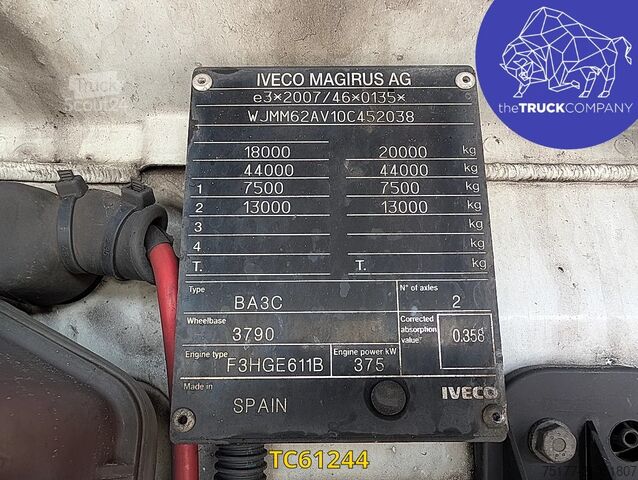 IVECO MAGIRUS AG
e3×2007/46×0135×
WJMM62AV10C452038
18000 20000 kg
44000 44000 kg
1 7500 7500 kg
2 13000 13000 kg
3 kg
4 kg
T. T. kg
Type BA3C N° of axles 2
Wheelbase 3790 Corrected absorption value 0.358
Engine type F3HGE611B Engine power kW 375
Made in SPAIN IVECO
theTRUCKCOMPANY
Truck
Scout24
TC61244